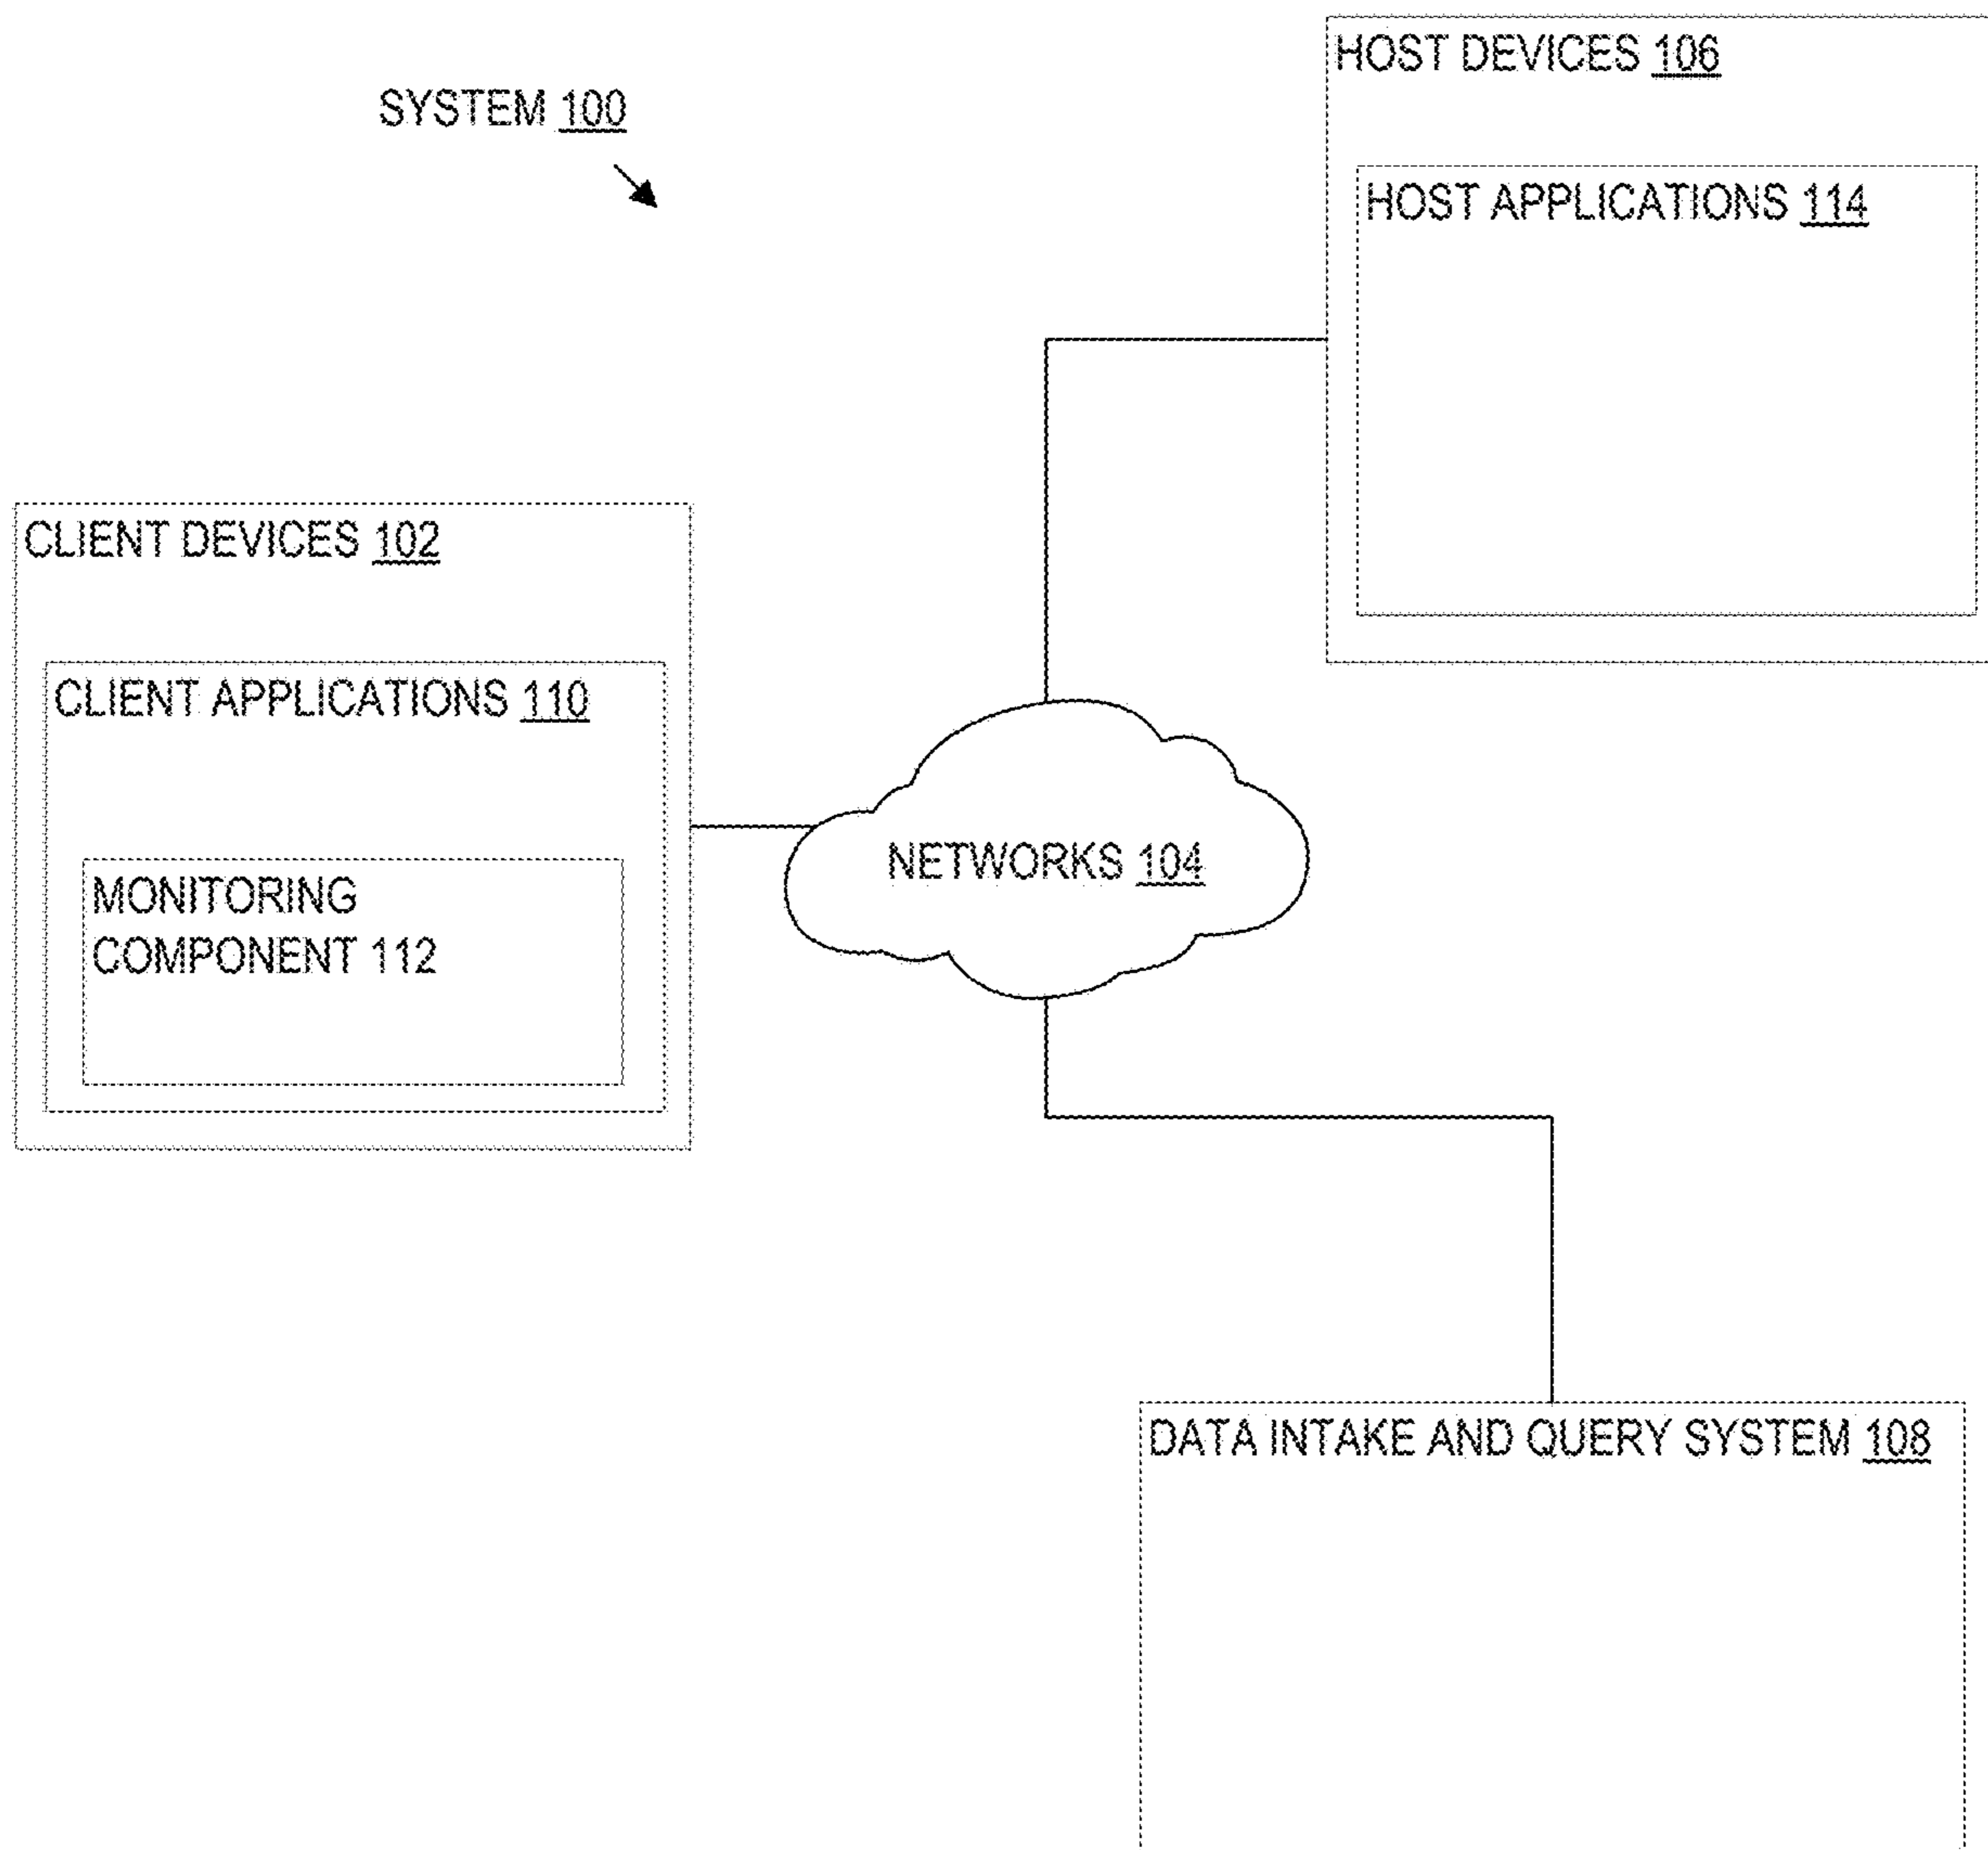 SYSTEM 100
HOST DEVICES 106
HOST APPLICATIONS 114
CLIENT DEVICES 102
CLIENT APPLICATIONS 110
MONITORING
COMPONENT 112
NETWORKS 104
DATA INTAKE AND QUERY SYSTEM 108